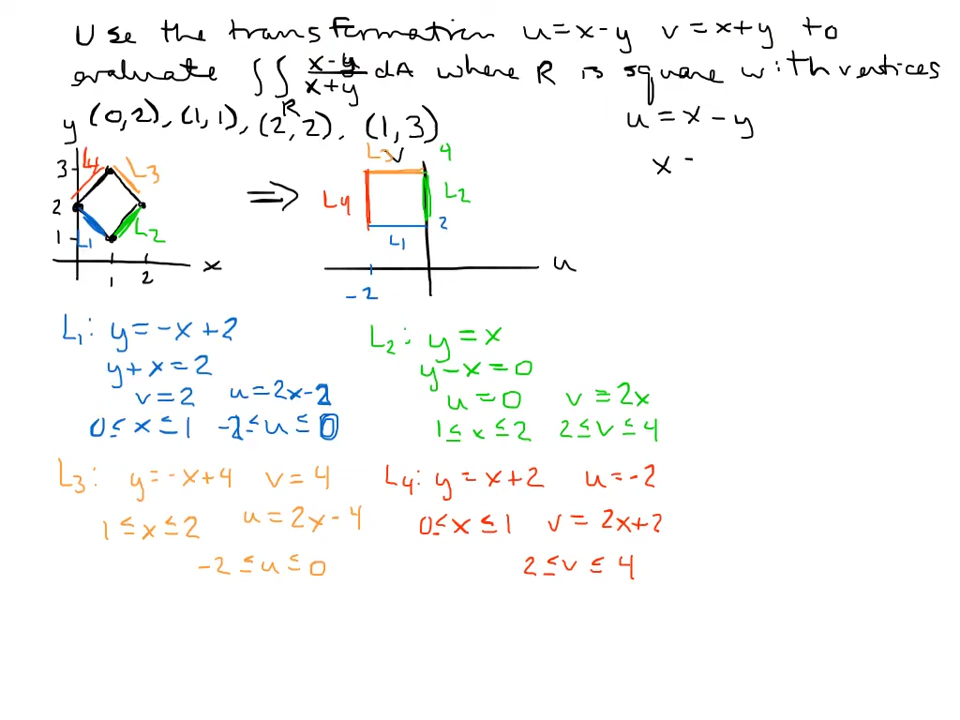 Use the transformation u=x-y v=x+y to
evaluate ∫∫ x-y/x+y dA where R is square with vertices
R
(0,2), (1,1), (2,2), (1,3)
u = x - y
x =
y
3
2
1
L4
L3
L1
L2
1
2
x
⇒
L3
V
4
L4
L2
L1
2
-2
u
L1: y=-x+2
y+x=2
v=2 u=2x-2
0≤x≤1 -2≤u≤0
L2: y=x
y-x=0
u=0 v=2x
1≤x≤2 2≤v≤4
L3: y=-x+4 v=4
1≤x≤2 u=2x-4
-2≤u≤0
L4: y=x+2 u=-2
0≤x≤1 v=2x+2
2≤v≤4